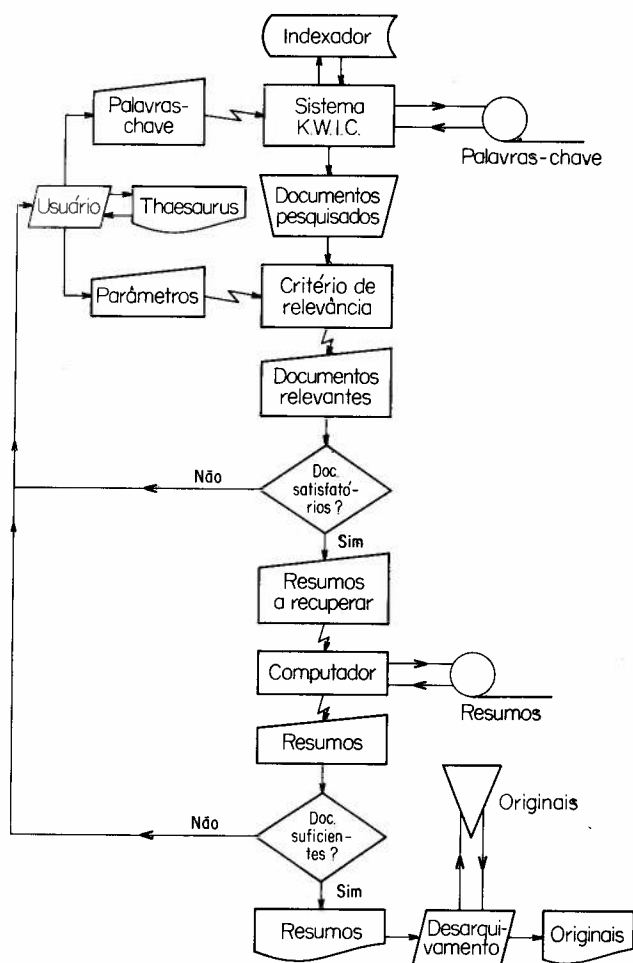 Indexador
Palavras-
chave
Sistema
K.W.I.C.
Palavras-chave
Usuário
Thaesaurus
Documentos
pesquisados
Parâmetros
Critério de
relevância
Documentos
relevantes
Não
Doc.
satisfató-
rios?
Sim
Resumos
a recuperar
Computador
Resumos
Resumos
Originais
Não
Doc.
suficien-
tes?
Sim
Resumos
Desarqui-
vamento
Originais